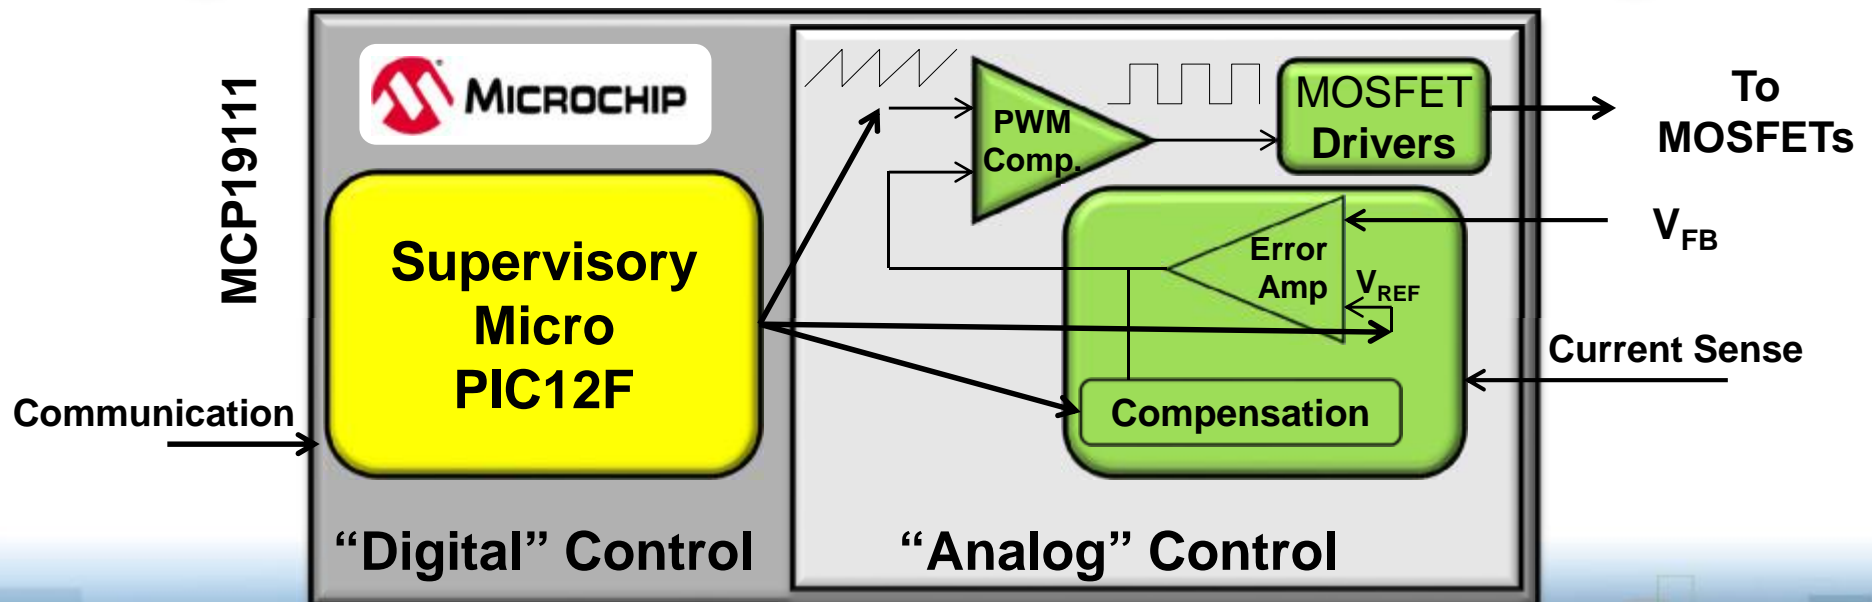 MCP19111
MICROCHIP
Supervisory
Micro
PIC12F
Communication
"Digital" Control
PWM
Comp.
MOSFET
Drivers
To
MOSFETs
Error
Amp
VREF
VFB
Current Sense
Compensation
“Analog” Control